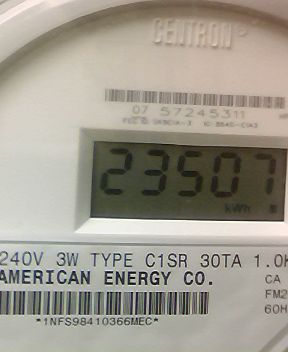 CENTRON®
07 57245311
23507
kWh
240V 3W TYPE C1SR 30TA 1.0K
AMERICAN ENERGY CO.
CA
FM2
60H
*1NFS98410366MEC*